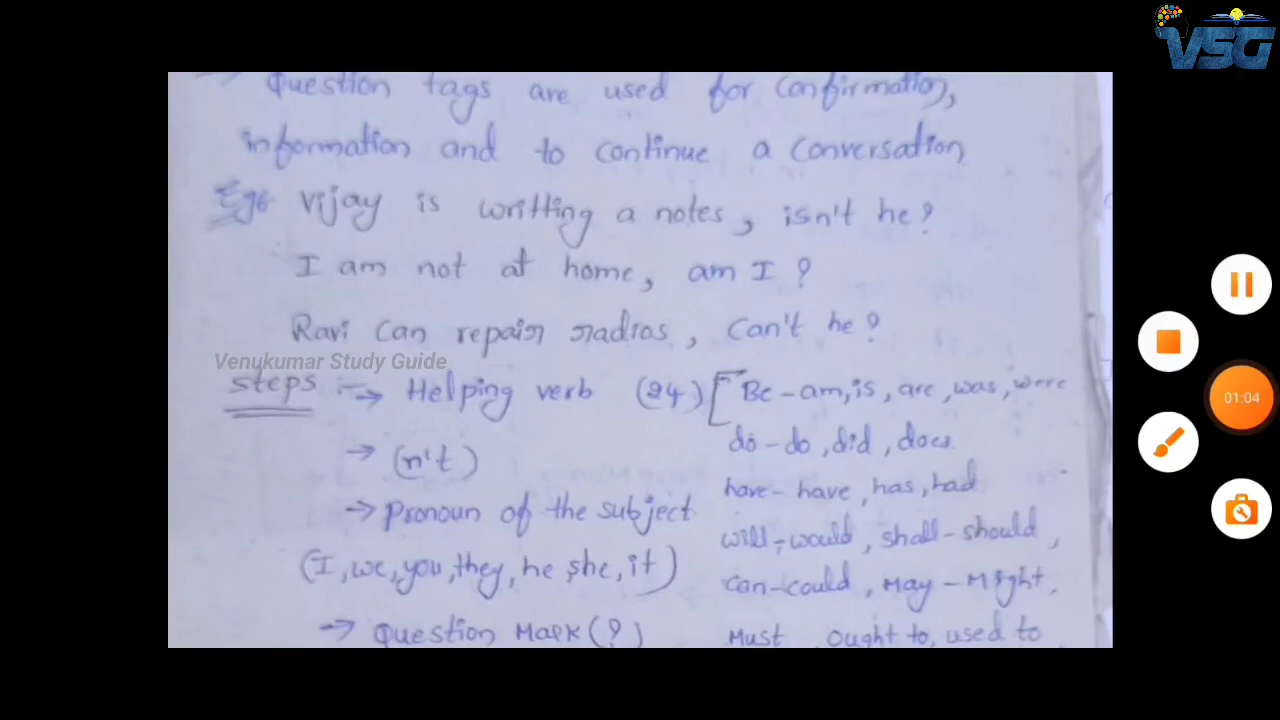 VSG
Question tags are used for confirmation,
information and to continue a conversation
Eg: Vijay is writting a notes, isn't he?
I am not at home, am I?
Ravi can repair radios, can't he?
Venukumar Study Guide
steps :- → Helping verb (24) [ Be - am, is, are, was, were
do - do, did, does
→ (n't)
have - have, has, had
→ pronoun of the subject
will - would, shall - should,
(I, we, you, they, he, she, it)
can - could, May - Might,
→ Question Mark (?)
Must, ought to, used to
01:04